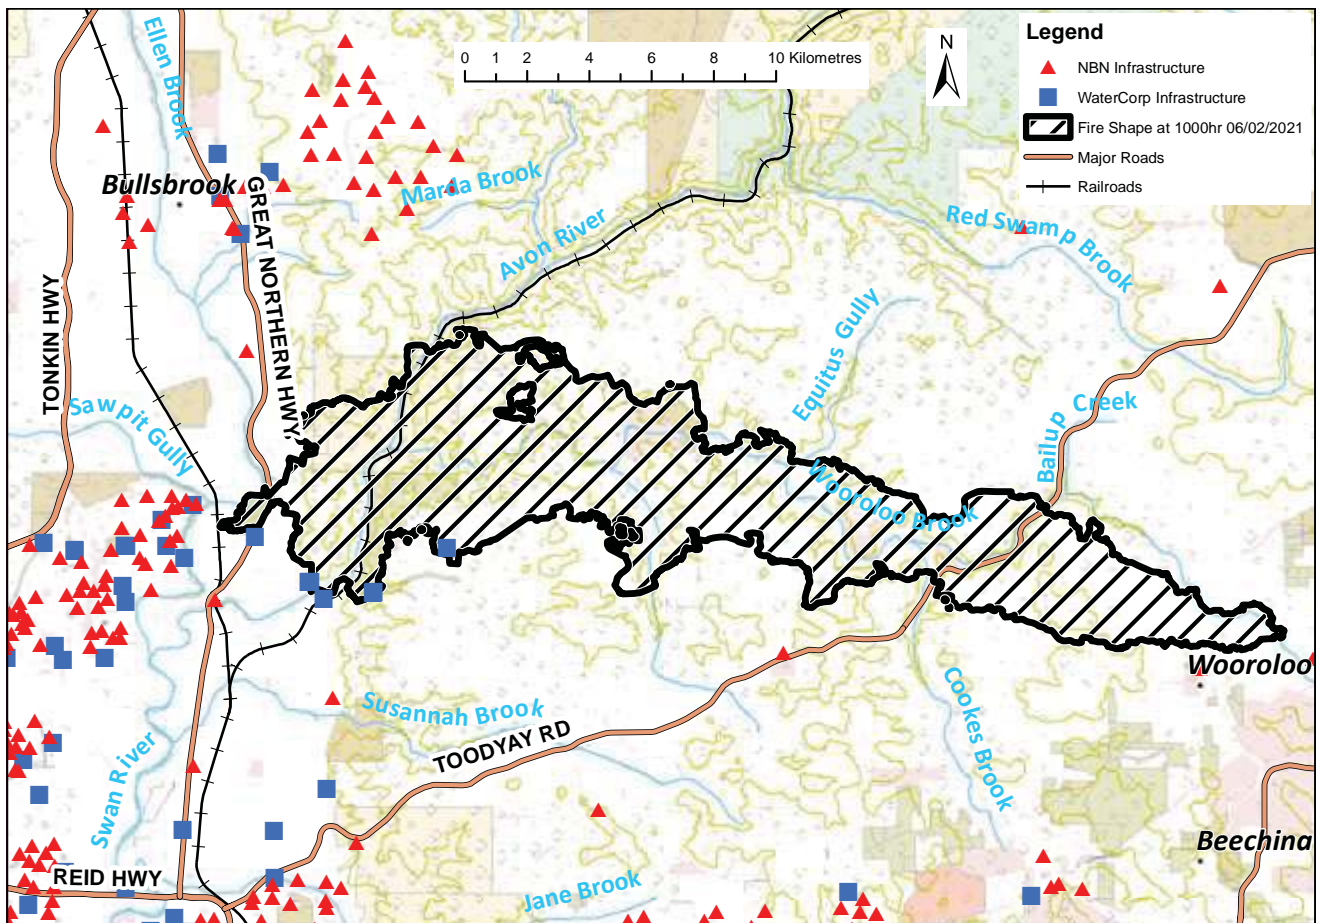 Ellen Brook
0 1 2 4 6 8 10 Kilometres
N
Legend
NBN Infrastructure
WaterCorp Infrastructure
Fire Shape at 1000hr 06/02/2021
Major Roads
Railroads
Bullsbrook
Marda Brook
Avon River
Red Swamp Brook
GREAT NORTHERN HWY
TONKIN HWY
Equitus Gully
Sawpit Gully
Bailup Creek
Wooroloo Brook
Wooroloo
Cookes Brook
Susannah Brook
TOODYAY RD
Swan River
Beechina
REID HWY
Jane Brook